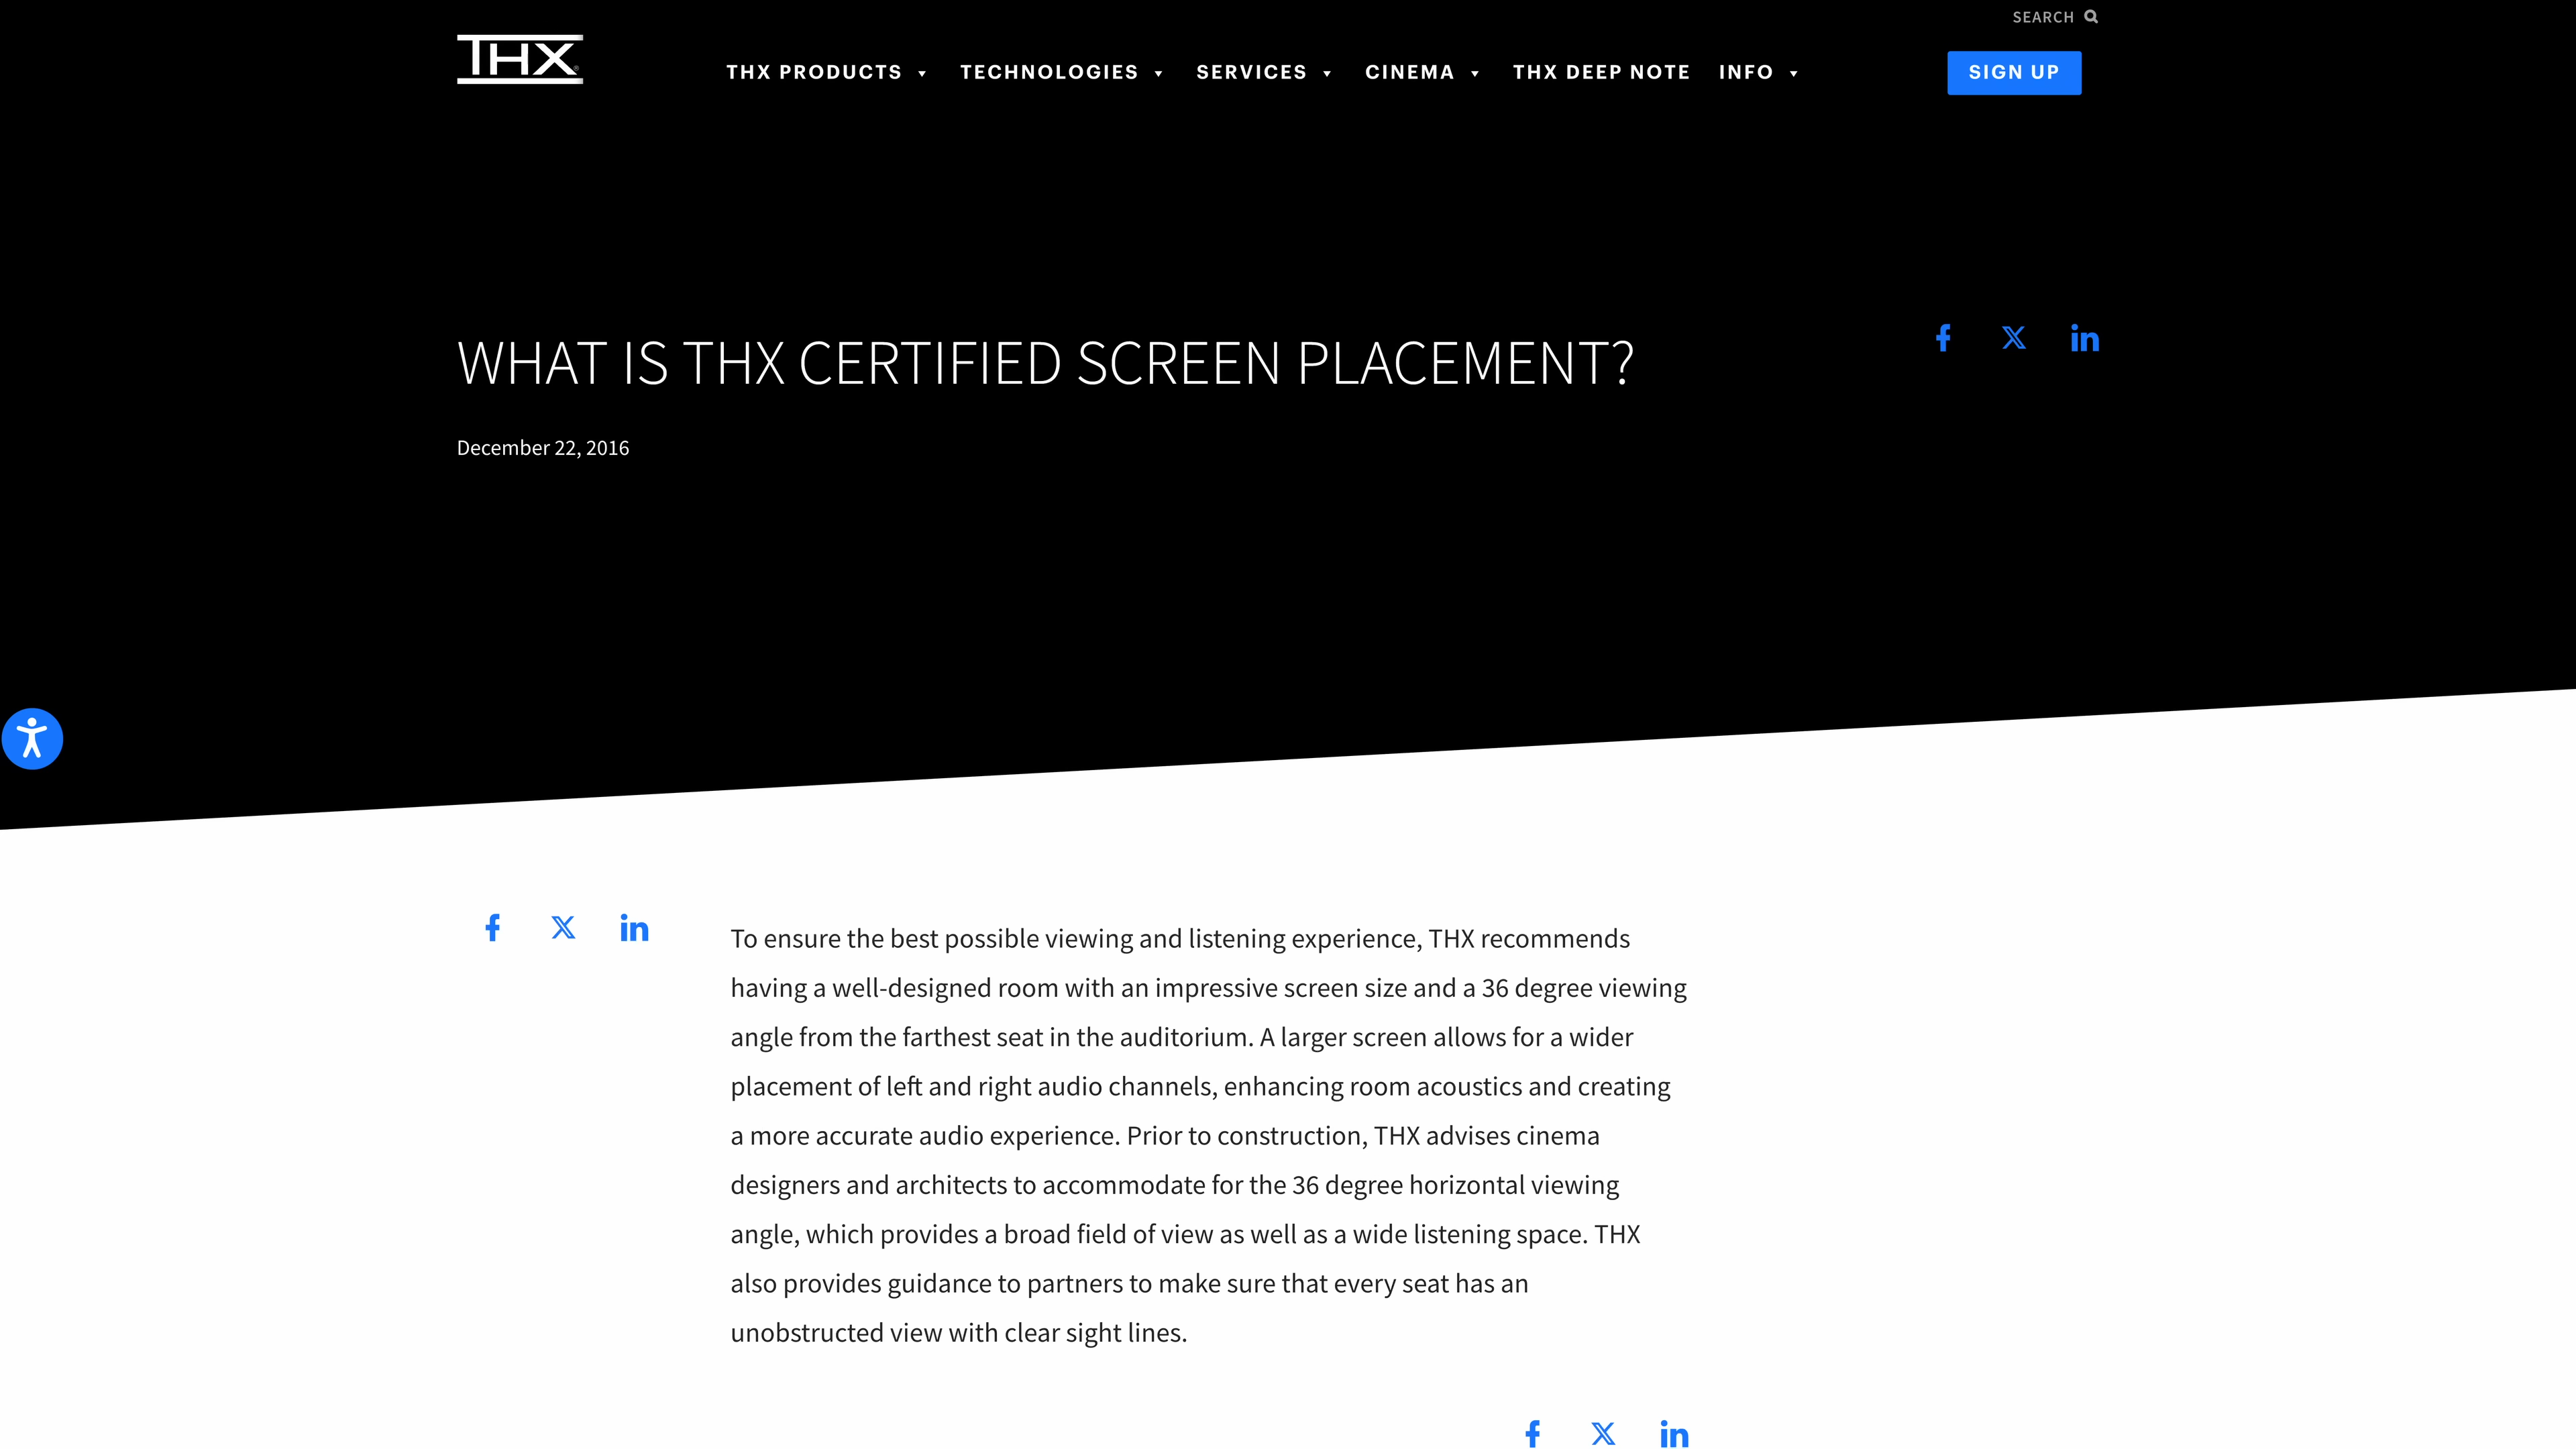 SEARCH
THX
THX PRODUCTS
TECHNOLOGIES
SERVICES
CINEMA
THX DEEP NOTE
INFO
SIGN UP
WHAT IS THX CERTIFIED SCREEN PLACEMENT?
December 22, 2016
To ensure the best possible viewing and listening experience, THX recommends
having a well-designed room with an impressive screen size and a 36 degree viewing
angle from the farthest seat in the auditorium. A larger screen allows for a wider
placement of left and right audio channels, enhancing room acoustics and creating
a more accurate audio experience. Prior to construction, THX advises cinema
designers and architects to accommodate for the 36 degree horizontal viewing
angle, which provides a broad field of view as well as a wide listening space. THX
also provides guidance to partners to make sure that every seat has an
unobstructed view with clear sight lines.